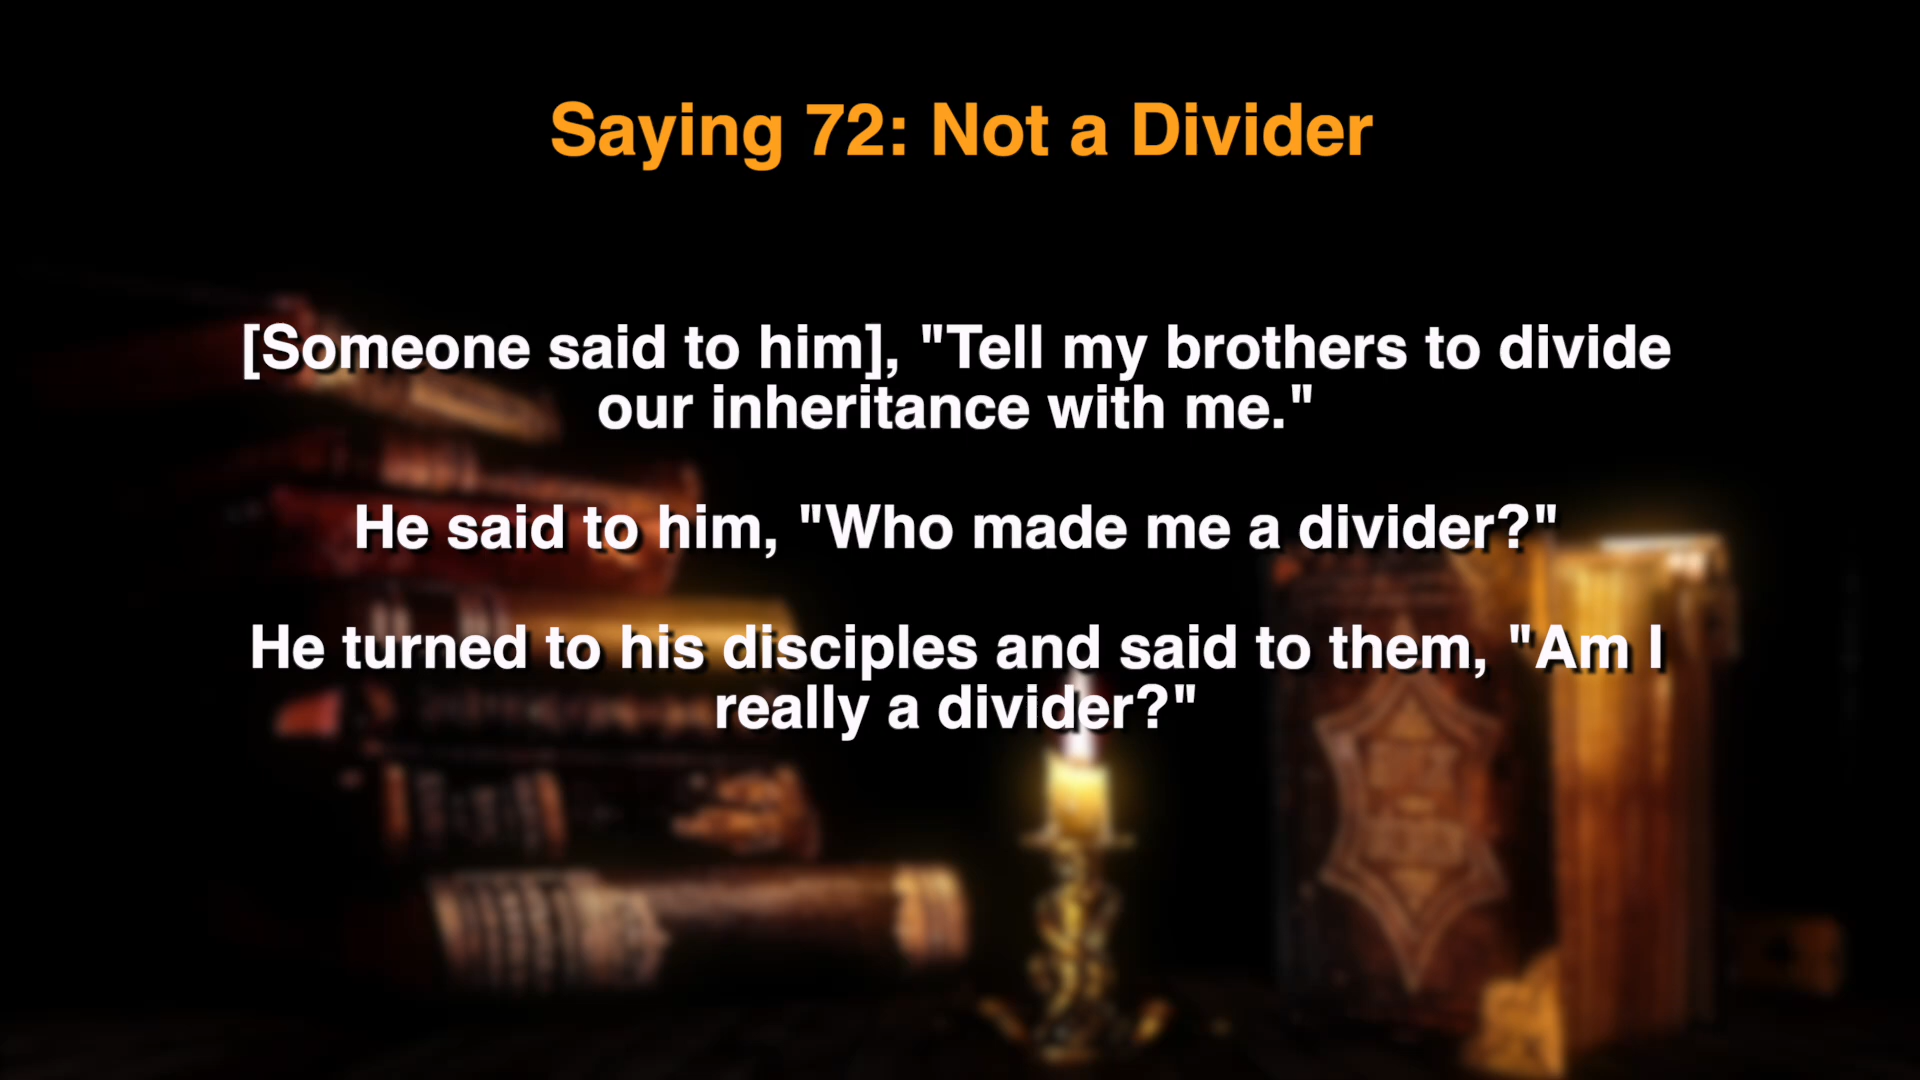 Saying 72: Not a Divider
[Someone said to him], "Tell my brothers to divide
our inheritance with me."
He said to him, "Who made me a divider?"
He turned to his disciples and said to them, "Am I
really a divider?"